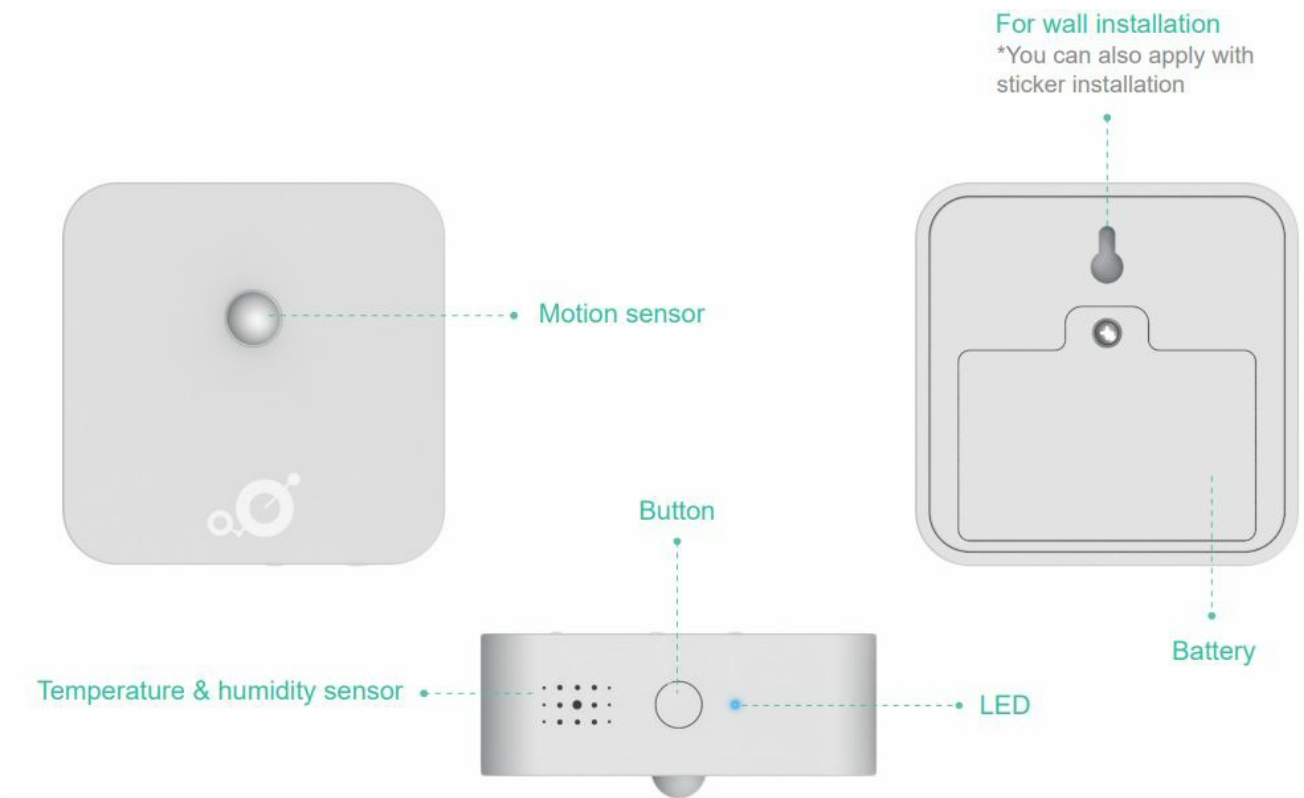 For wall installation
*You can also apply with
sticker installation
Motion sensor
Button
Battery
Temperature & humidity sensor
LED